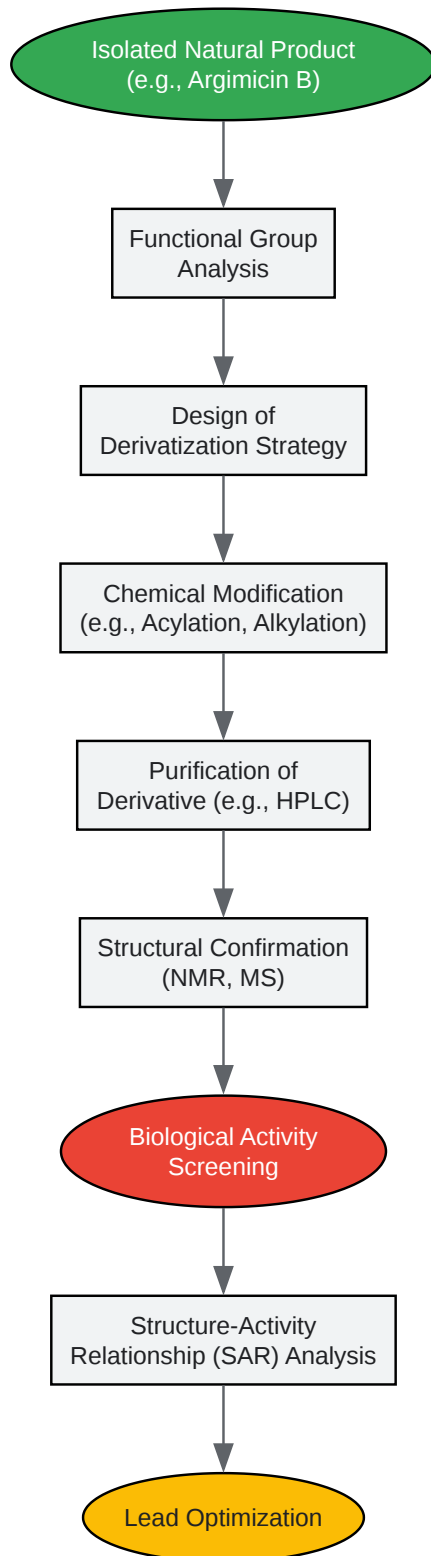 Isolated Natural Product
(e.g., Argimicin B)
Functional Group
Analysis
Design of
Derivatization Strategy
Chemical Modification
(e.g., Acylation, Alkylation)
Purification of
Derivative (e.g., HPLC)
Structural Confirmation
(NMR, MS)
Biological Activity
Screening
Structure-Activity
Relationship (SAR) Analysis
Lead Optimization